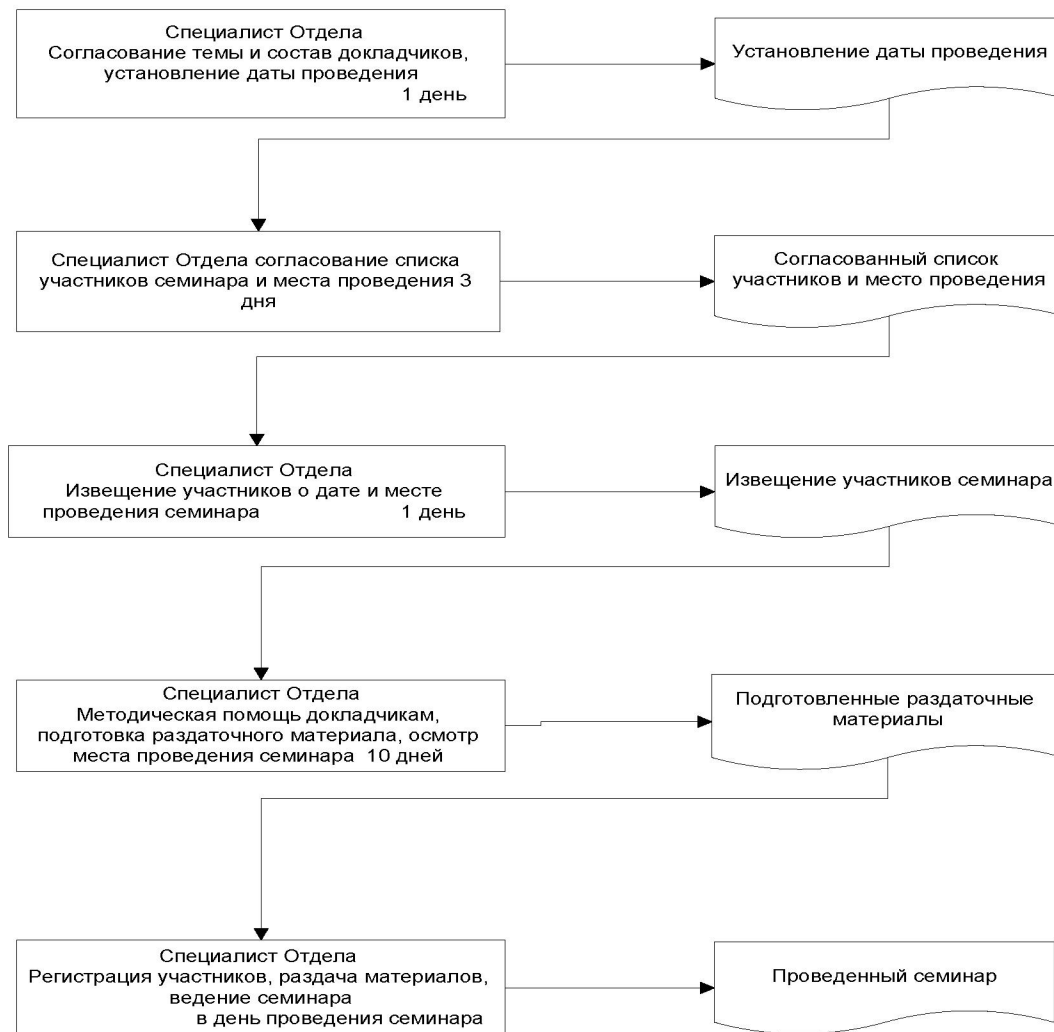 Специалист Отдела
Согласование темы и состав докладчиков,
установление даты проведения
1 день
Установление даты проведения
Специалист Отдела согласование списка
участников семинара и места проведения 3
дня
Согласованный список
участников и место проведения
Специалист Отдела
Извещение участников о дате и месте
проведения семинара 1 день
Извещение участников семинара
Специалист Отдела
Методическая помощь докладчикам,
подготовка раздаточного материала, осмотр
места проведения семинара 10 дней
Подготовленные раздаточные
материалы
Специалист Отдела
Регистрация участников, раздача материалов,
ведение семинара
в день проведения семинара
Проведенный семинар